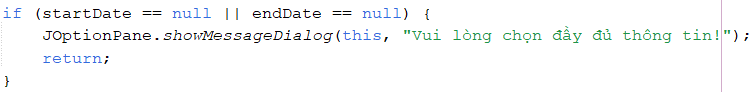 if (startDate == null || endDate == null) {
    JOptionPane.showMessageDialog(this, "Vui lòng chọn đầy đủ thông tin!");
    return;
}